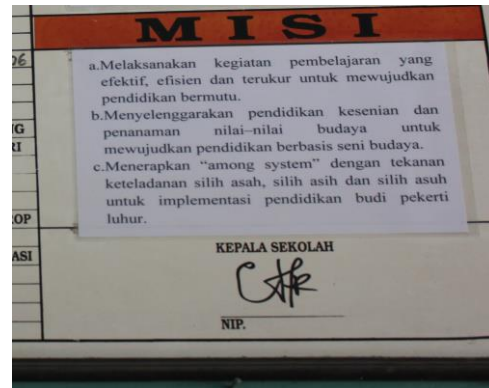 MISI
a.Melaksanakan kegiatan pembelajaran yang
efektif, efisien dan terukur untuk mewujudkan
pendidikan bermutu.
b.Menyelenggarakan pendidikan kesenian dan
penanaman nilai–nilai budaya untuk
mewujudkan pendidikan berbasis seni budaya.
c.Menerapkan “among system” dengan tekanan
keteladanan silih asah, silih asih dan silih asuh
untuk implementasi pendidikan budi pekerti
luhur.
KEPALA SEKOLAH
NIP.